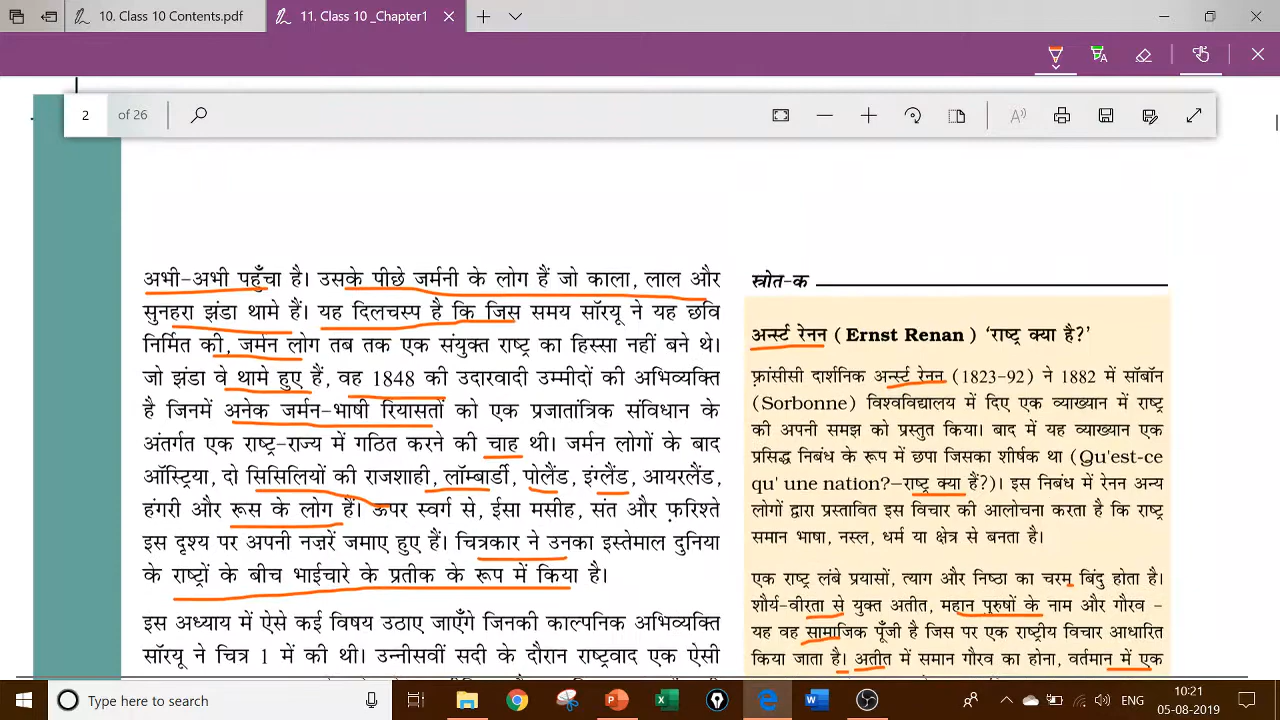 10. Class 10 Contents.pdf
11. Class 10 _Chapter1
2 of 26
अभी-अभी पहुँचा है। उसके पीछे जर्मनी के लोग हैं जो काला, लाल और
सुनहरा झंडा थामे हैं। यह दिलचस्प है कि जिस समय सॉरयू ने यह छवि
निर्मित की, जर्मन लोग तब तक एक संयुक्त राष्ट्र का हिस्सा नहीं बने थे।
जो झंडा वे थामे हुए हैं, वह 1848 की उदारवादी उम्मीदों की अभिव्यक्ति
है जिनमें अनेक जर्मन-भाषी रियासतों को एक प्रजातांत्रिक संविधान के
अंतर्गत एक राष्ट्र-राज्य में गठित करने की चाह थी। जर्मन लोगों के बाद
ऑस्ट्रिया, दो सिसिलियों की राजशाही, लॉम्बार्डी, पोलैंड, इंग्लैंड, आयरलैंड,
हंगरी और रूस के लोग हैं। ऊपर स्वर्ग से, ईसा मसीह, संत और फ़रिश्ते
इस दृश्य पर अपनी नज़रें जमाए हुए हैं। चित्रकार ने उनका इस्तेमाल दुनिया
के राष्ट्रों के बीच भाईचारे के प्रतीक के रूप में किया है।
इस अध्याय में ऐसे कई विषय उठाए जाएँगे जिनकी काल्पनिक अभिव्यक्ति
सॉरयू ने चित्र 1 में की थी। उन्नीसवीं सदी के दौरान राष्ट्रवाद एक ऐसी
स्रोत-क
अर्न्स्ट रेनन ( Ernst Renan ) ‘राष्ट्र क्या है?’
फ़्रांसीसी दार्शनिक अर्न्स्ट रेनन (1823-92) ने 1882 में सॉबॉन
(Sorbonne) विश्वविद्यालय में दिए एक व्याख्यान में राष्ट्र
की अपनी समझ को प्रस्तुत किया। बाद में यह व्याख्यान एक
प्रसिद्ध निबंध के रूप में छपा जिसका शीर्षक था (Qu'est-ce
qu' une nation?—राष्ट्र क्या हैं?)। इस निबंध में रेनन अन्य
लोगों द्वारा प्रस्तावित इस विचार की आलोचना करता है कि राष्ट्र
समान भाषा, नस्ल, धर्म या क्षेत्र से बनता है।
एक राष्ट्र लंबे प्रयासों, त्याग और निष्ठा का चरम बिंदु होता है।
शौर्य-वीरता से युक्त अतीत, महान पुरुषों के नाम और गौरव -
यह वह सामाजिक पूँजी है जिस पर एक राष्ट्रीय विचार आधारित
किया जाता है। अतीत में समान गौरव का होना, वर्तमान में एक
Type here to search
ENG
10:21
05-08-2019